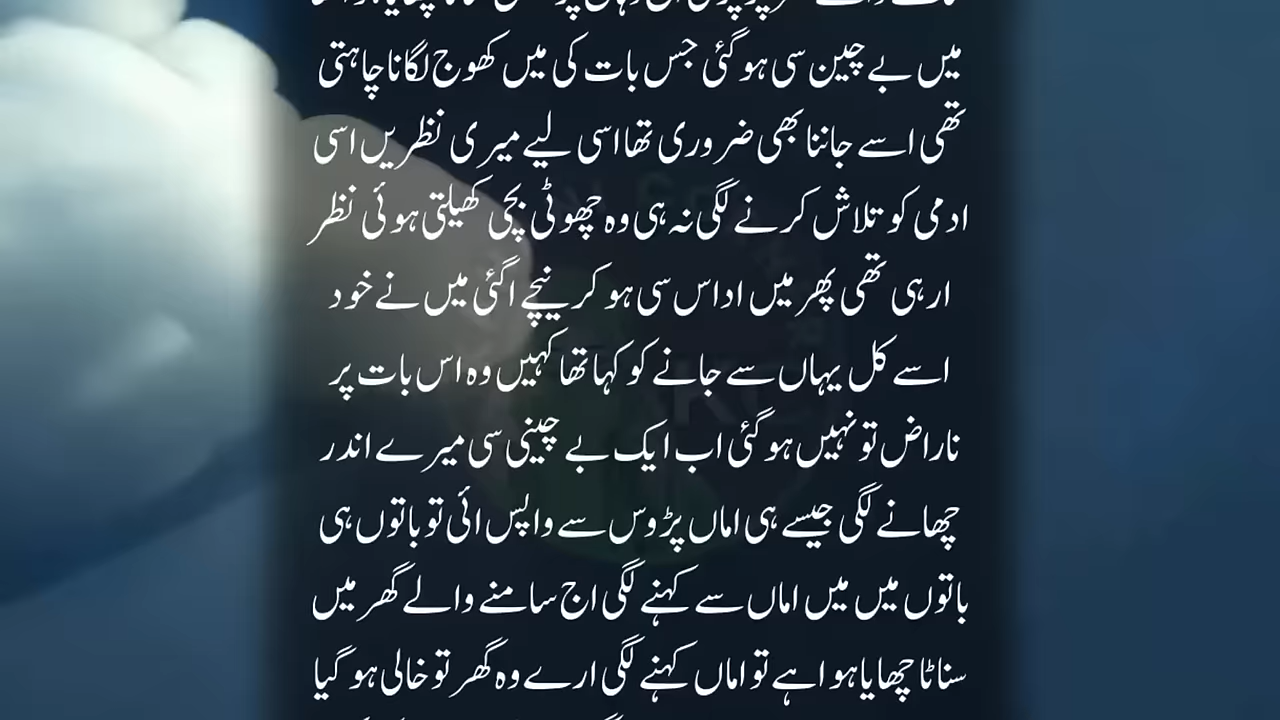 میں بے چین سی ہو گئی جس بات کی میں کھوج لگانا چاہتی
تھی اسے جاننا بھی ضروری تھا اسی لیے میری نظریں اسی
ادمی کو تلاش کرنے لگی نہ ہی وہ چھوٹی بچی کھیلتی ہوئی نظر
ارہی تھی پھر میں اداس سی ہو کر نیچے اگئی میں نے خود
اسے کل یہاں سے جانے کو کہا تھا کہیں وہ اس بات پر
ناراض تو نہیں ہو گئی اب ایک بے چینی سی میرے اندر
چھانے لگی جیسے ہی اماں پڑوس سے واپس ائی تو باتوں ہی
باتوں میں میں اماں سے کہنے لگی اج سامنے والے گھر میں
سناٹا چھایا ہوا ہے تو اماں کہنے لگی ارے وہ گھر تو خالی ہو گیا